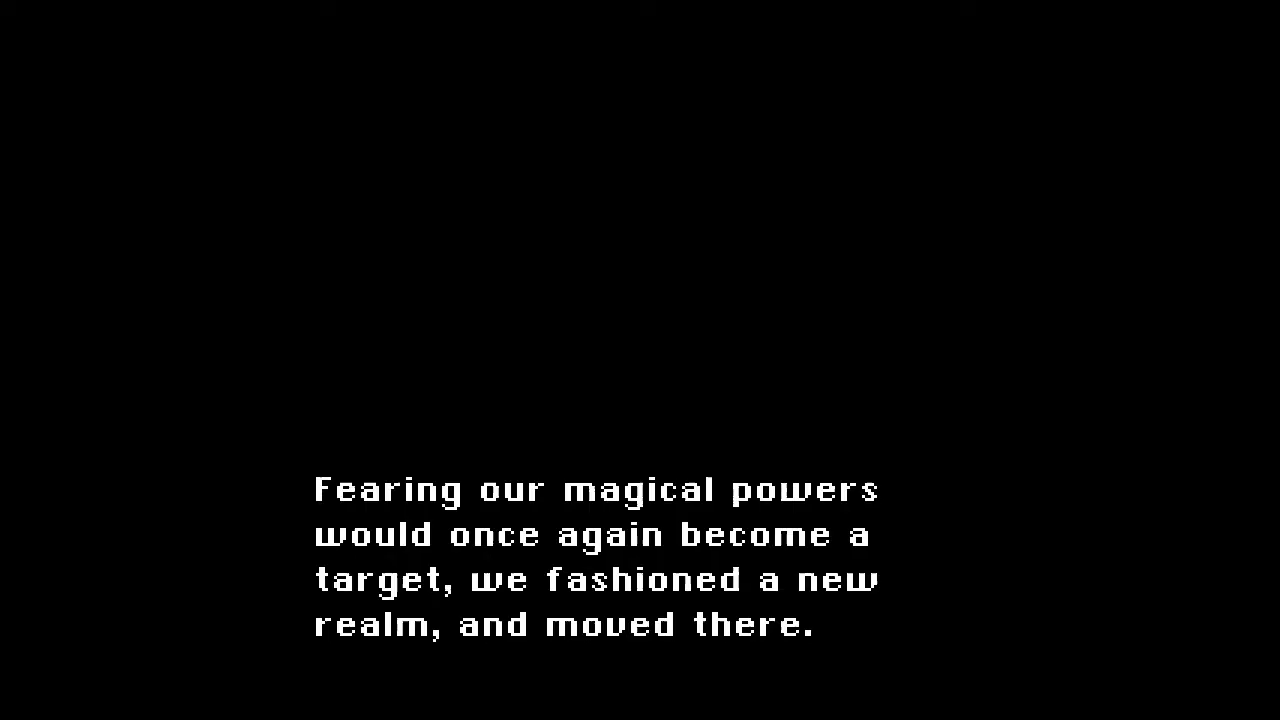 Fearing our magical powers
would once again become a
target, we fashioned a new
realm, and moved there.